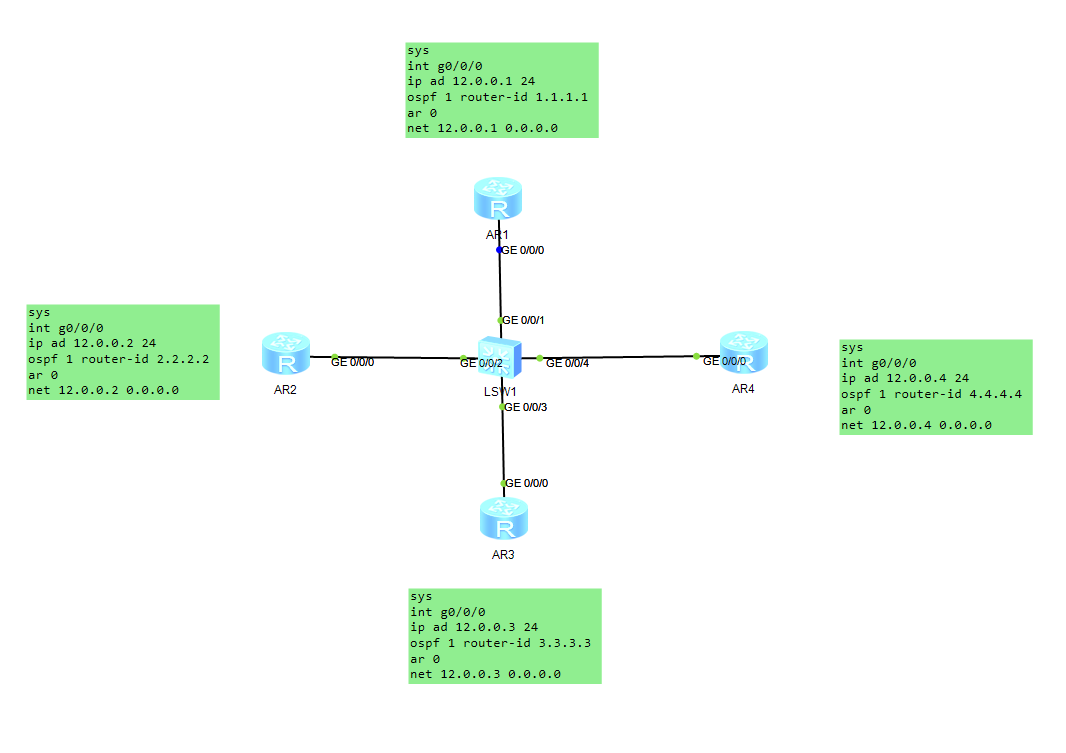 sys
int g0/0/0
ip ad 12.0.0.1 24
ospf 1 router-id 1.1.1.1
ar 0
net 12.0.0.1 0.0.0.0
R
AR1
GE 0/0/0
GE 0/0/1
sys
int g0/0/0
ip ad 12.0.0.2 24
ospf 1 router-id 2.2.2.2
ar 0
net 12.0.0.2 0.0.0.0
R
AR2
GE 0/0/0
GE 0/0/2
LSW1
GE 0/0/4
GE 0/0/0
R
AR4
sys
int g0/0/0
ip ad 12.0.0.4 24
ospf 1 router-id 4.4.4.4
ar 0
net 12.0.0.4 0.0.0.0
GE 0/0/3
GE 0/0/0
R
AR3
sys
int g0/0/0
ip ad 12.0.0.3 24
ospf 1 router-id 3.3.3.3
ar 0
net 12.0.0.3 0.0.0.0